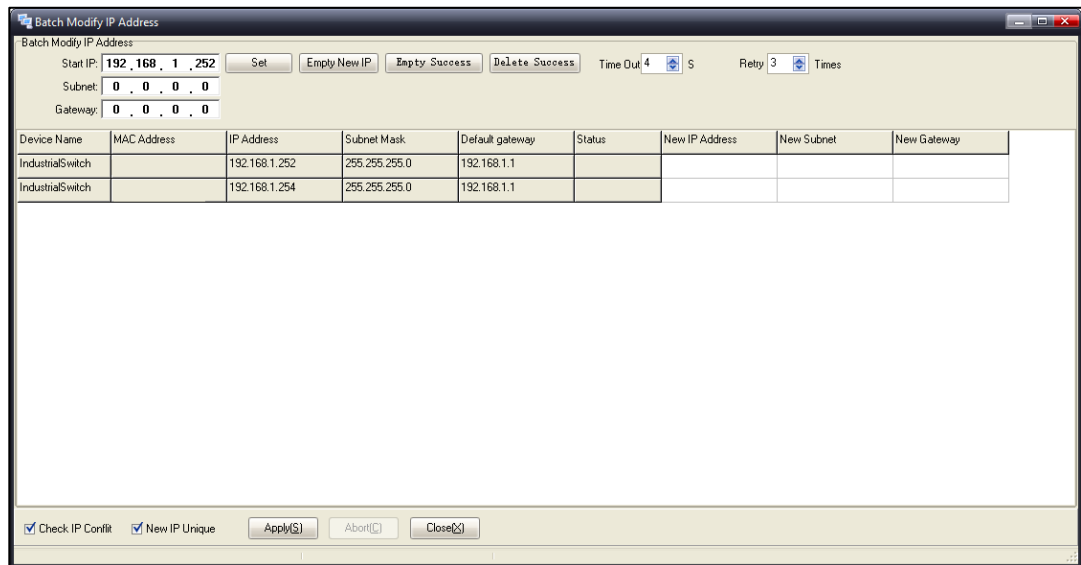 Batch Modify IP Address
Batch Modify IP Address
Start IP: 192 . 168 . 1 . 252 Set Empty New IP Empty Success Delete Success Time Out 4 S Retry 3 Times
Subnet: 0 . 0 . 0 . 0
Gateway: 0 . 0 . 0 . 0
Device Name MAC Address IP Address Subnet Mask Default gateway Status New IP Address New Subnet New Gateway
IndustrialSwitch 192.168.1.252 255.255.255.0 192.168.1.1
IndustrialSwitch 192.168.1.254 255.255.255.0 192.168.1.1
Check IP Conflit New IP Unique Apply(S) Abort(C) Close(X)